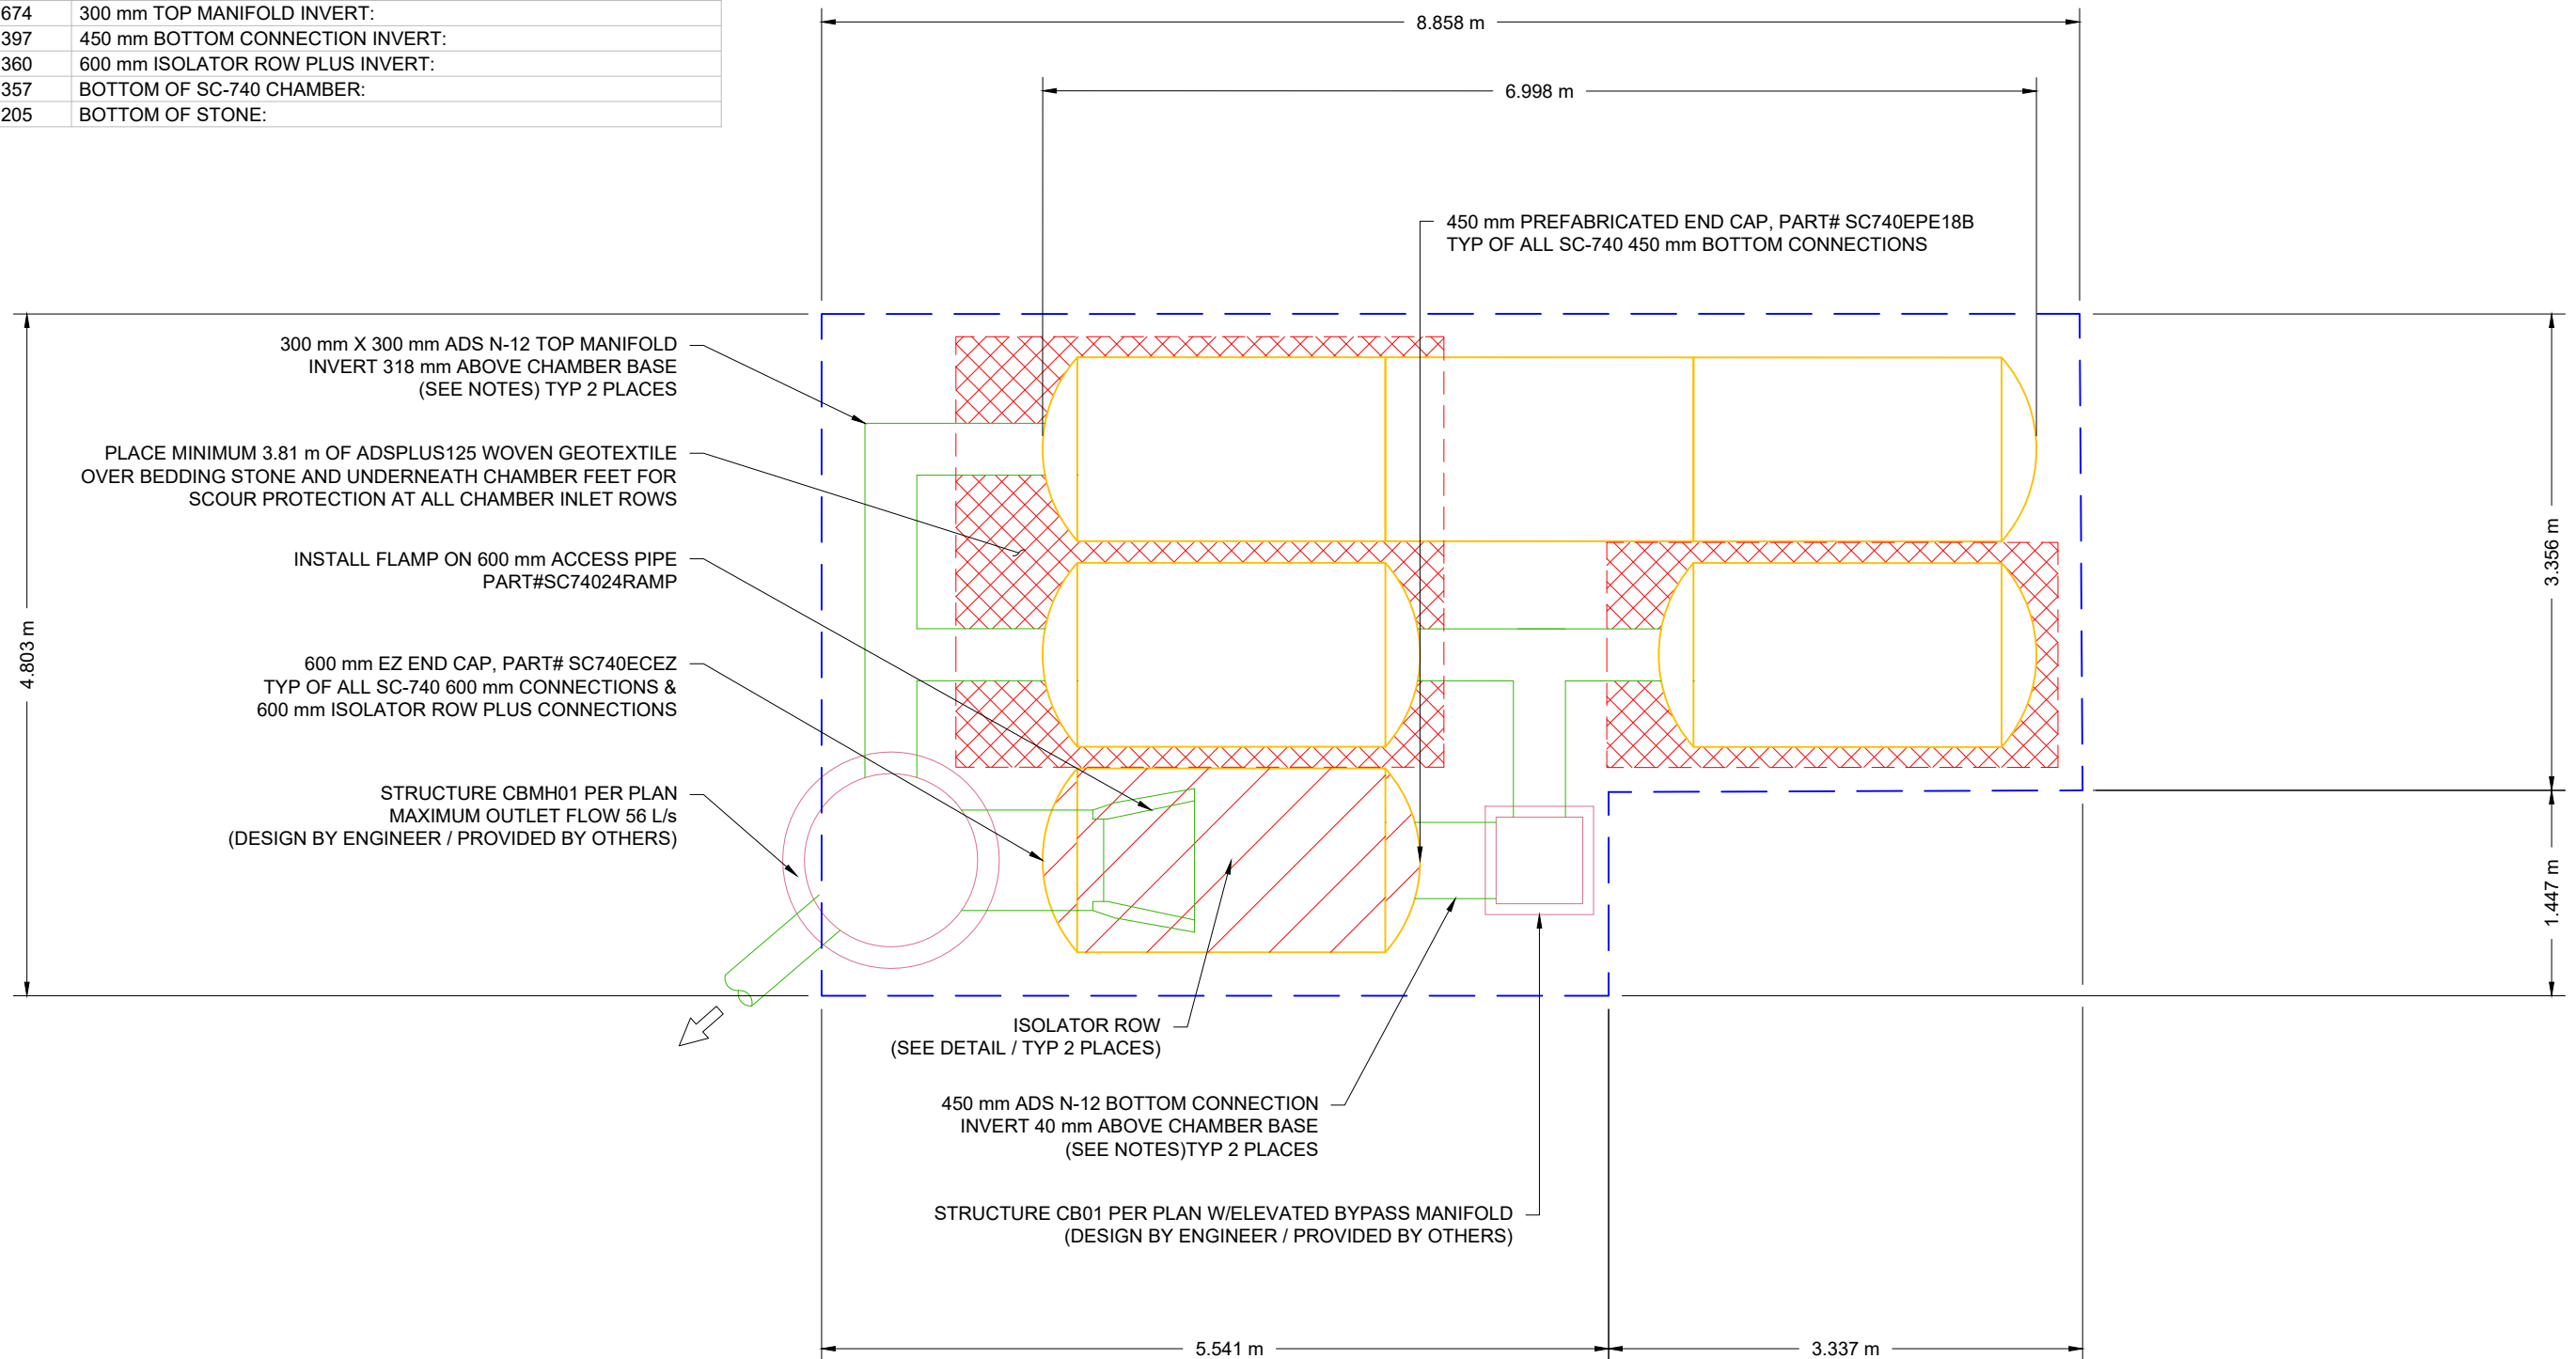 674 300 mm TOP MANIFOLD INVERT:
397 450 mm BOTTOM CONNECTION INVERT:
360 600 mm ISOLATOR ROW PLUS INVERT:
357 BOTTOM OF SC-740 CHAMBER:
205 BOTTOM OF STONE:
8.858 m
6.998 m
450 mm PREFABRICATED END CAP, PART# SC740EPE18B
TYP OF ALL SC-740 450 mm BOTTOM CONNECTIONS
300 mm X 300 mm ADS N-12 TOP MANIFOLD
INVERT 318 mm ABOVE CHAMBER BASE
(SEE NOTES) TYP 2 PLACES
PLACE MINIMUM 3.81 m OF ADSPLUS125 WOVEN GEOTEXTILE
OVER BEDDING STONE AND UNDERNEATH CHAMBER FEET FOR
SCOUR PROTECTION AT ALL CHAMBER INLET ROWS
INSTALL FLAMP ON 600 mm ACCESS PIPE
PART#SC74024RAMP
600 mm EZ END CAP, PART# SC740ECEZ
TYP OF ALL SC-740 600 mm CONNECTIONS &
600 mm ISOLATOR ROW PLUS CONNECTIONS
STRUCTURE CBMH01 PER PLAN
MAXIMUM OUTLET FLOW 56 L/s
(DESIGN BY ENGINEER / PROVIDED BY OTHERS)
4.803 m
3.356 m
1.447 m
ISOLATOR ROW
(SEE DETAIL / TYP 2 PLACES)
450 mm ADS N-12 BOTTOM CONNECTION
INVERT 40 mm ABOVE CHAMBER BASE
(SEE NOTES)TYP 2 PLACES
STRUCTURE CB01 PER PLAN W/ELEVATED BYPASS MANIFOLD
(DESIGN BY ENGINEER / PROVIDED BY OTHERS)
5.541 m
3.337 m